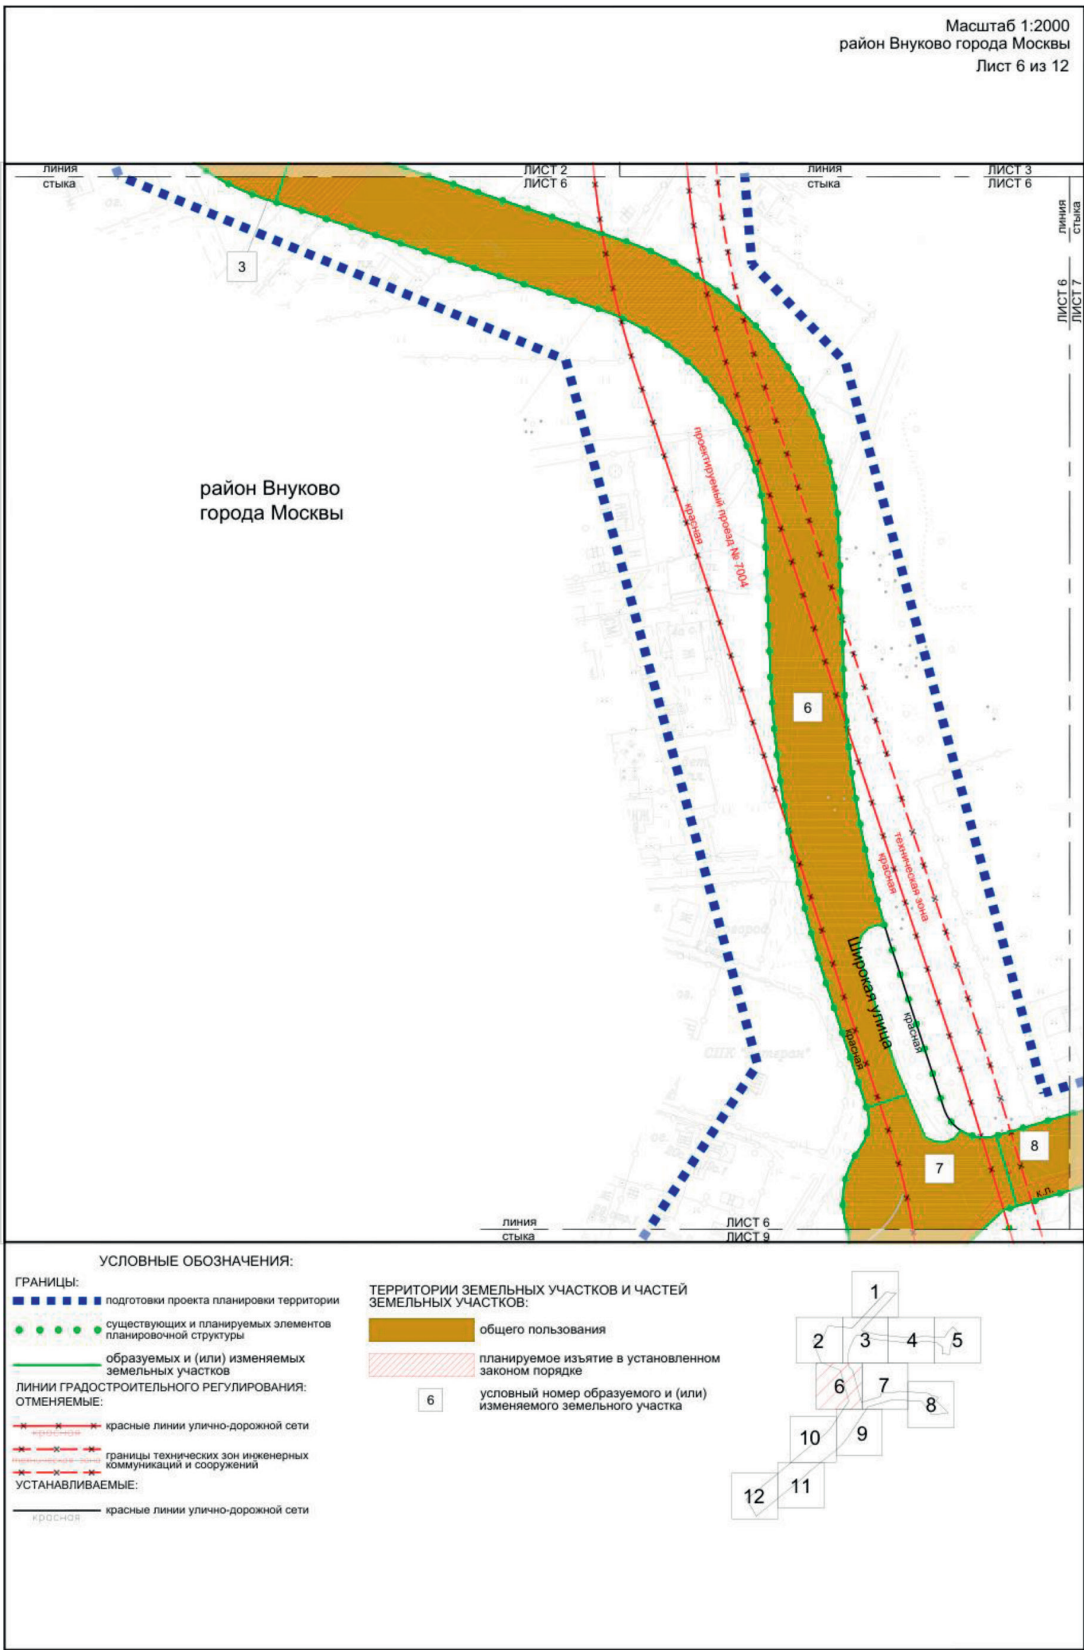 Масштаб 1:2000
район Внуково города Москвы
Лист 6 из 12
линия
стыка
ЛИСТ 2
ЛИСТ 6
линия
стыка
ЛИСТ 3
ЛИСТ 6
линия
стыка
ЛИСТ 6
ЛИСТ 7
3
район Внуково
города Москвы
проектируемый проезд № 7004
красная
6
техническая зона
красная
Широкая улица
красная
красная
8
7
к.л.
линия
стыка
ЛИСТ 6
ЛИСТ 9
УСЛОВНЫЕ ОБОЗНАЧЕНИЯ:
ГРАНИЦЫ:
подготовки проекта планировки территории
существующих и планируемых элементов
планировочной структуры
образуемых и (или) изменяемых
земельных участков
ЛИНИИ ГРАДОСТРОИТЕЛЬНОГО РЕГУЛИРОВАНИЯ:
ОТМЕНЯЕМЫЕ:
красные линии улично-дорожной сети
красная
границы технических зон инженерных
коммуникаций и сооружений
УСТАНАВЛИВАЕМЫЕ:
красные линии улично-дорожной сети
красная
ТЕРРИТОРИИ ЗЕМЕЛЬНЫХ УЧАСТКОВ И ЧАСТЕЙ
ЗЕМЕЛЬНЫХ УЧАСТКОВ:
общего пользования
планируемое изъятие в установленном
законом порядке
6
условный номер образуемого и (или)
изменяемого земельного участка
1
2
3
4
5
6
7
8
10
9
12
11